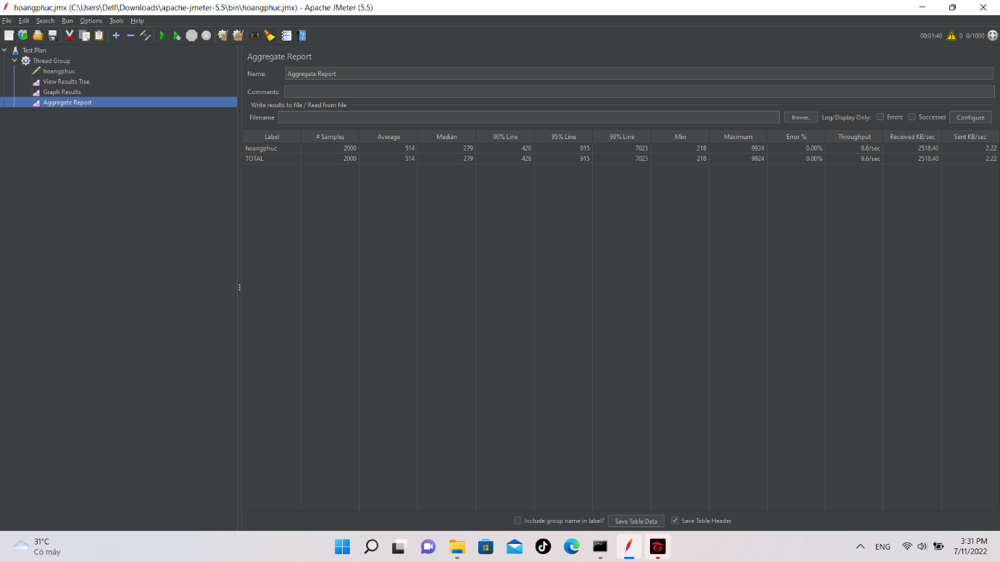 hoangphuc.jmx (C:\Users\Dell\Downloads\apache-jmeter-5.5\bin\hoangphuc.jmx) - Apache JMeter (5.5)
File Edit Search Run Options Tools Help
00:01:40 0 0/1000
Test Plan
Thread Group
hoangphuc
View Results Tree
Graph Results
Aggregate Report
Aggregate Report
Name: Aggregate Report
Comments:
Write results to file / Read from file
Filename Browse... Log/Display Only: Errors Successes Configure
Label # Samples Average Median 90% Line 95% Line 99% Line Min Maximum Error % Throughput Received KB/sec Sent KB/sec
hoangphuc 2000 514 279 426 915 7023 218 9924 0.00% 9.6/sec 2518.40 2.22
TOTAL 2000 514 279 426 915 7023 218 9924 0.00% 9.6/sec 2518.40 2.22
Include group name in label? Save Table Data Save Table Header
31°C
Có mây
ENG
3:31 PM
7/11/2022